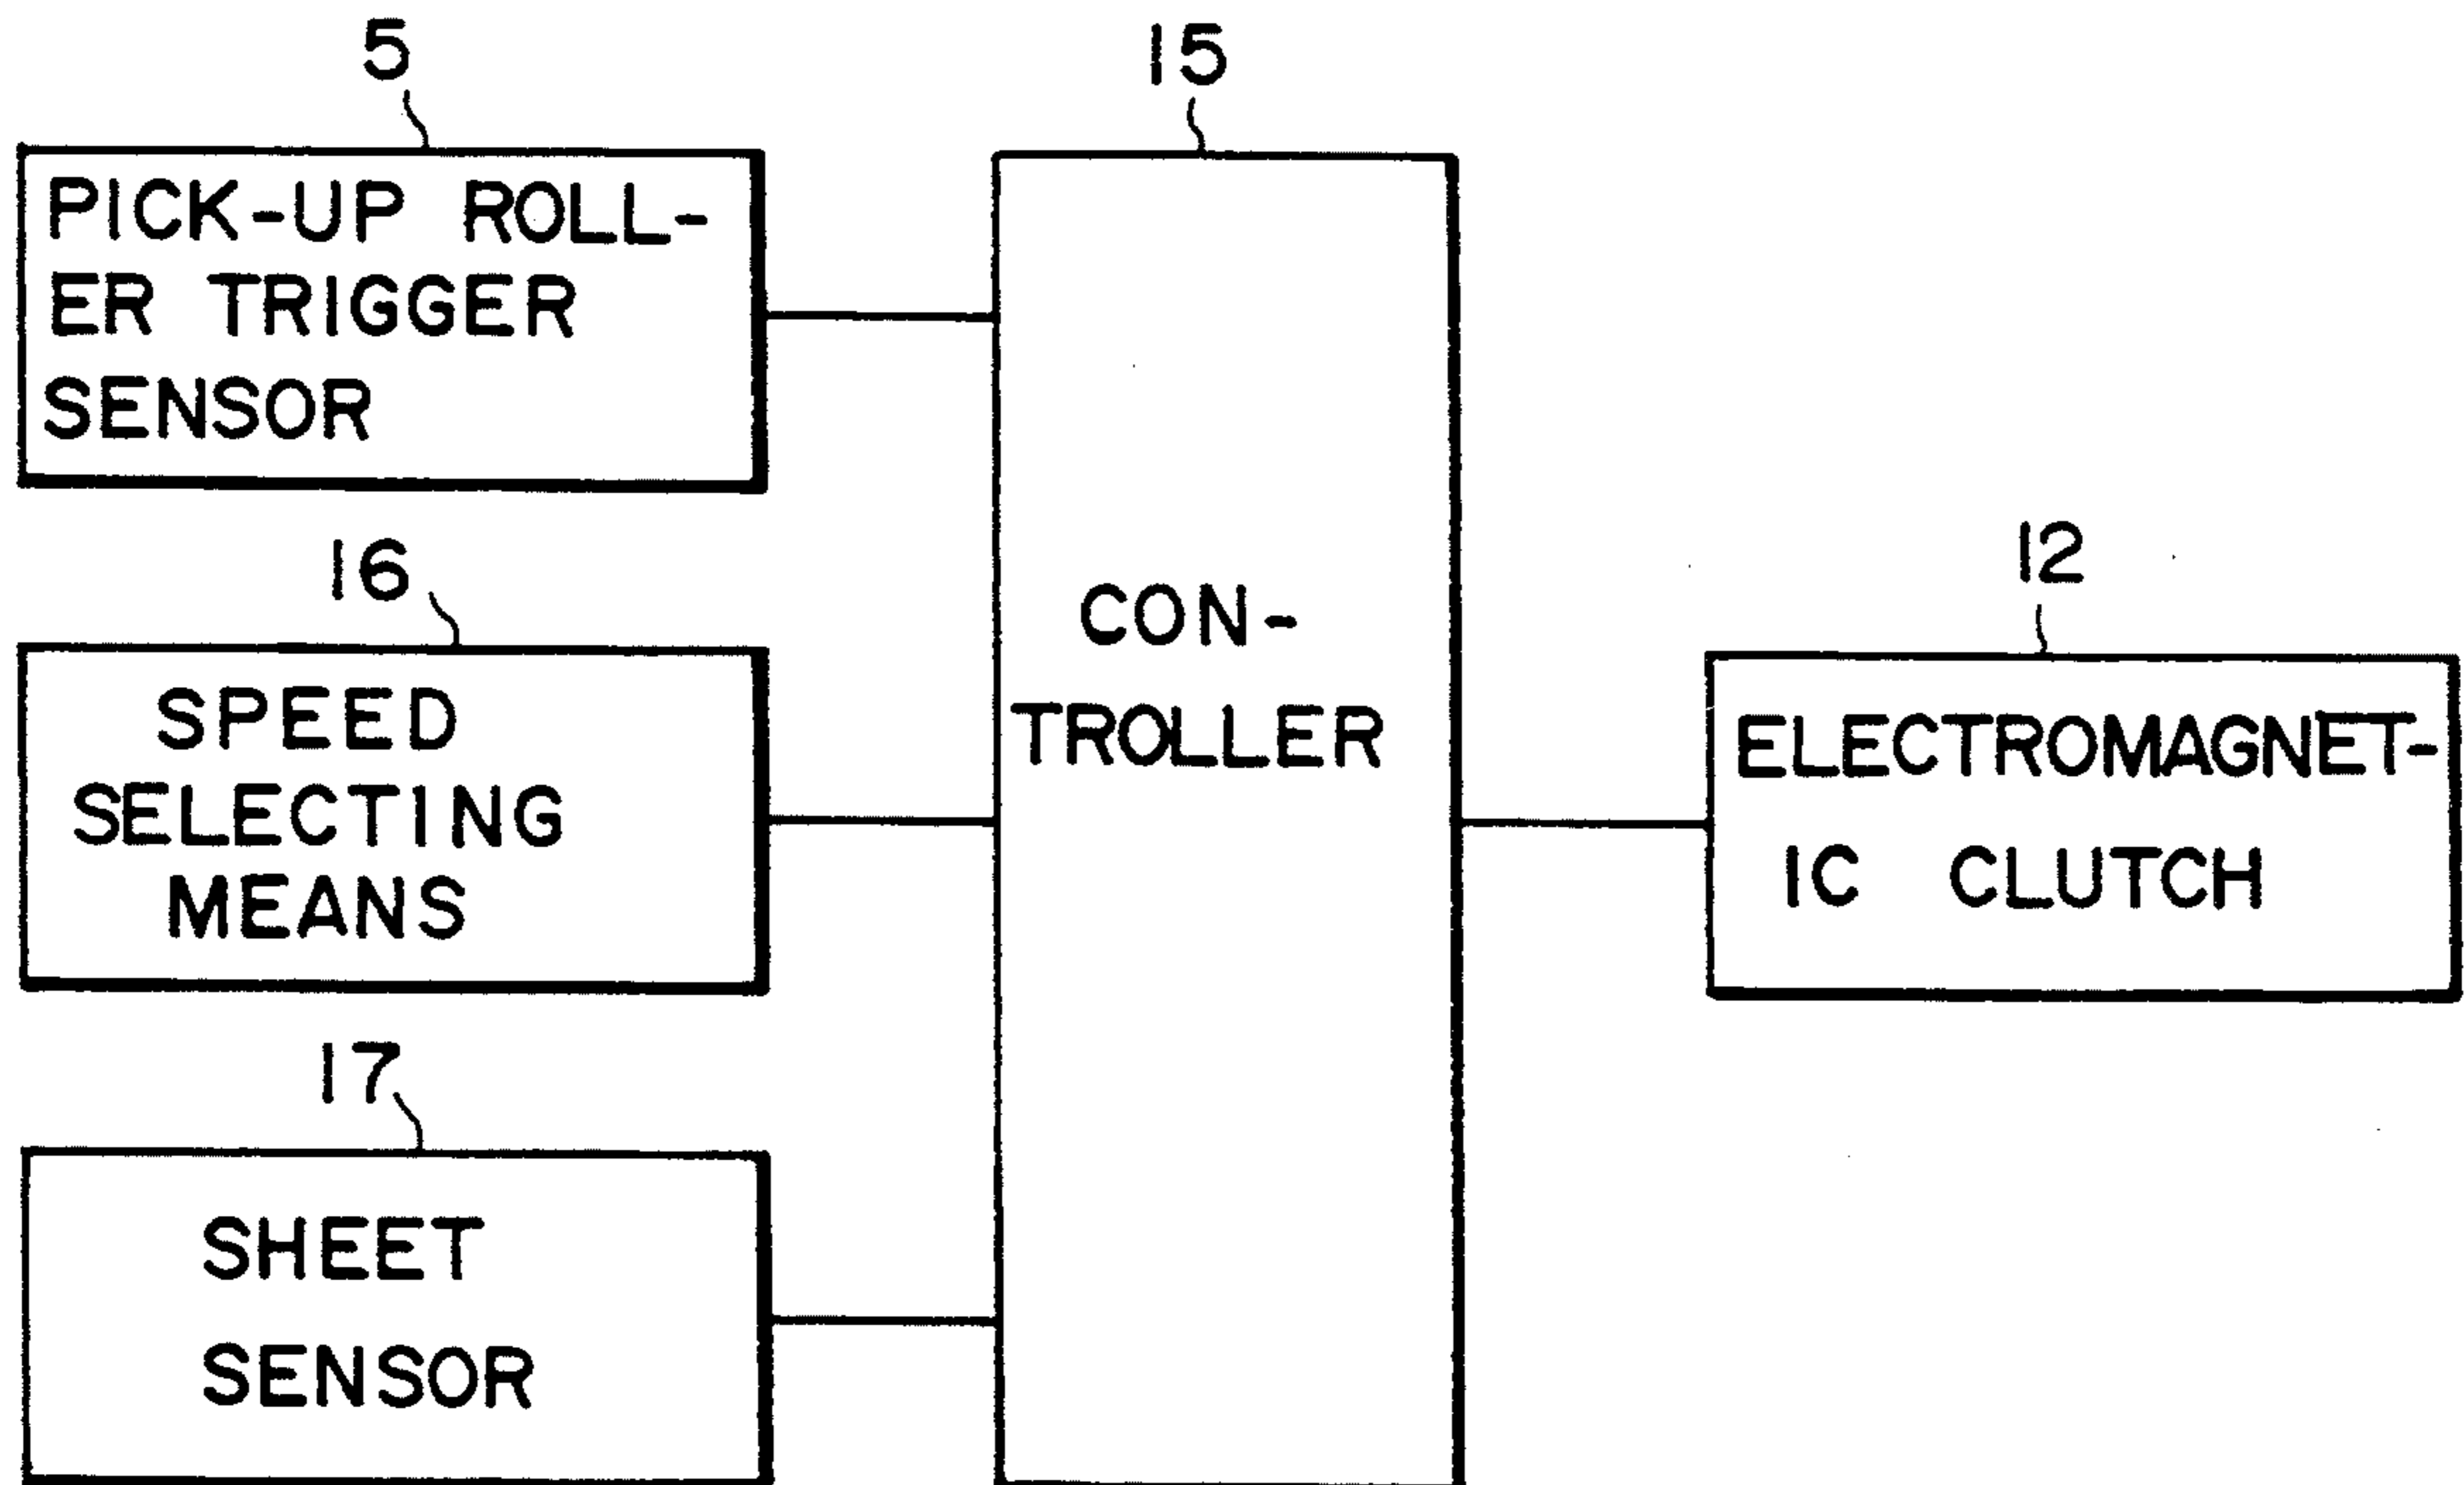 5
PICK-UP ROLL-
ER TRIGGER
SENSOR
16
SPEED
SELECTING
MEANS
17
SHEET
SENSOR
15
CON-
TROLLER
12
ELECTROMAGNET-
IC CLUTCH